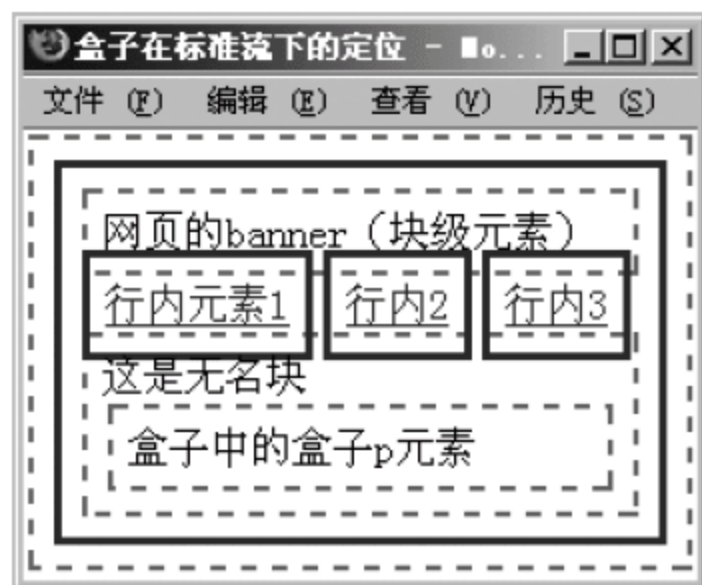 盒子在标准流下的定位 - ■o...
文件 (F) 编辑 (E) 查看 (V) 历史 (S)
网页的banner（块级元素）
行内元素1 行内2 行内3
这是无名块
盒子中的盒子p元素